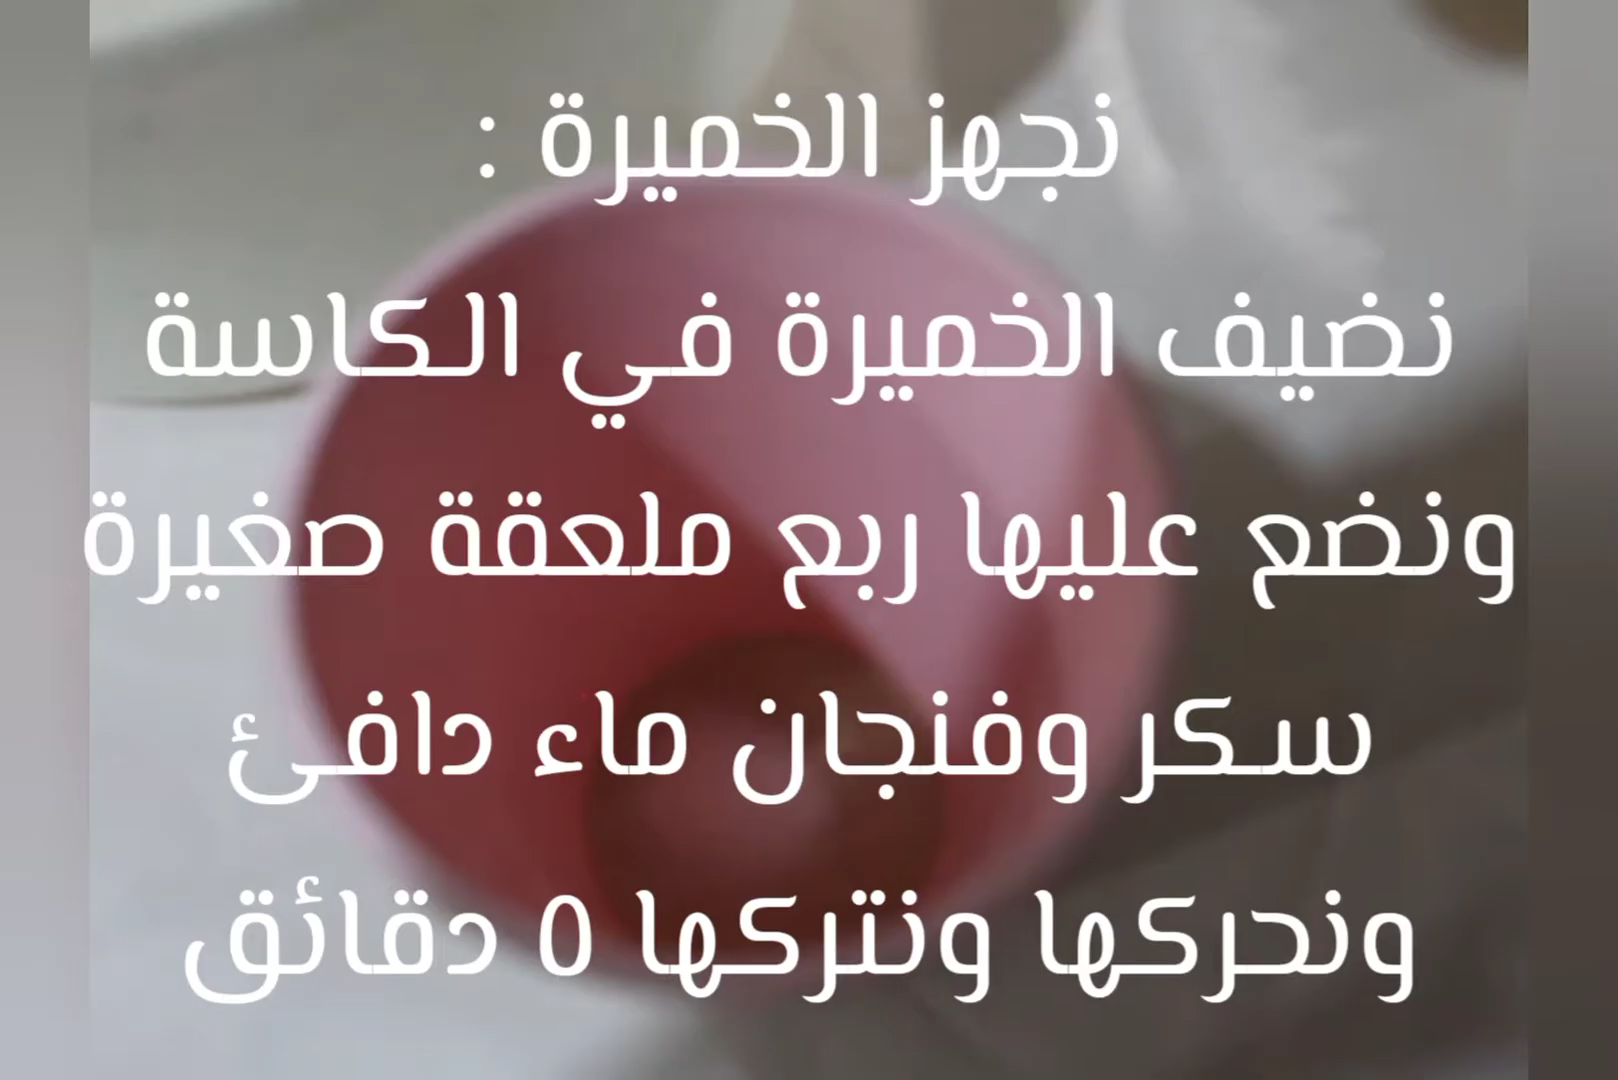 نجهز الخميرة :
نضيف الخميرة في الكاسة
ونضع عليها ربع ملعقة صغيرة
سكر وفنجان ماء دافئ
ونحركها ونتركها ٥ دقائق